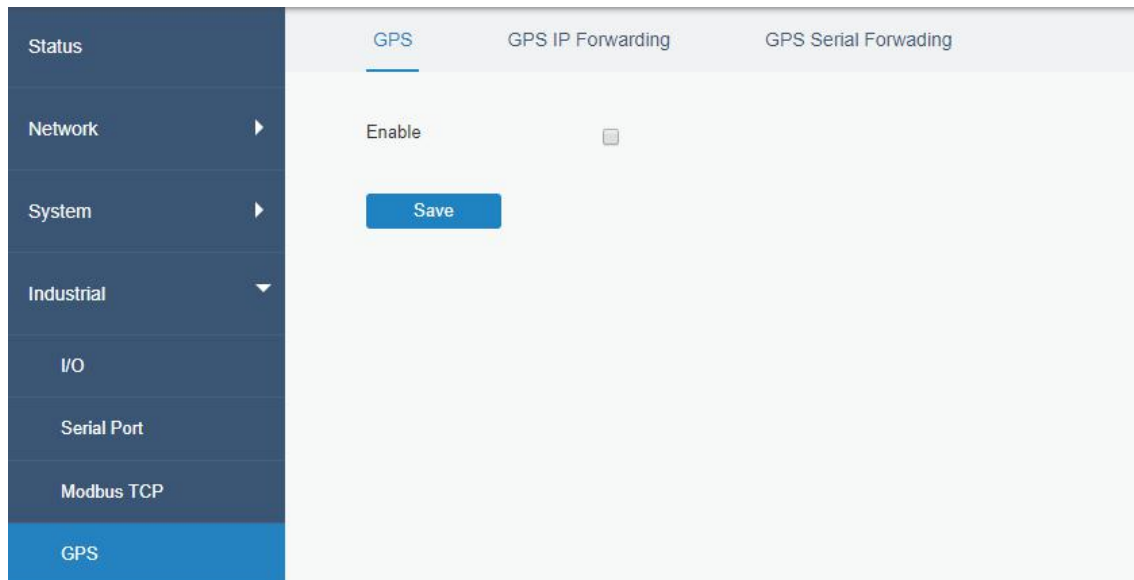 Status
Network
System
Industrial
I/O
Serial Port
Modbus TCP
GPS
GPS GPS IP Forwarding GPS Serial Forwading
Enable
Save